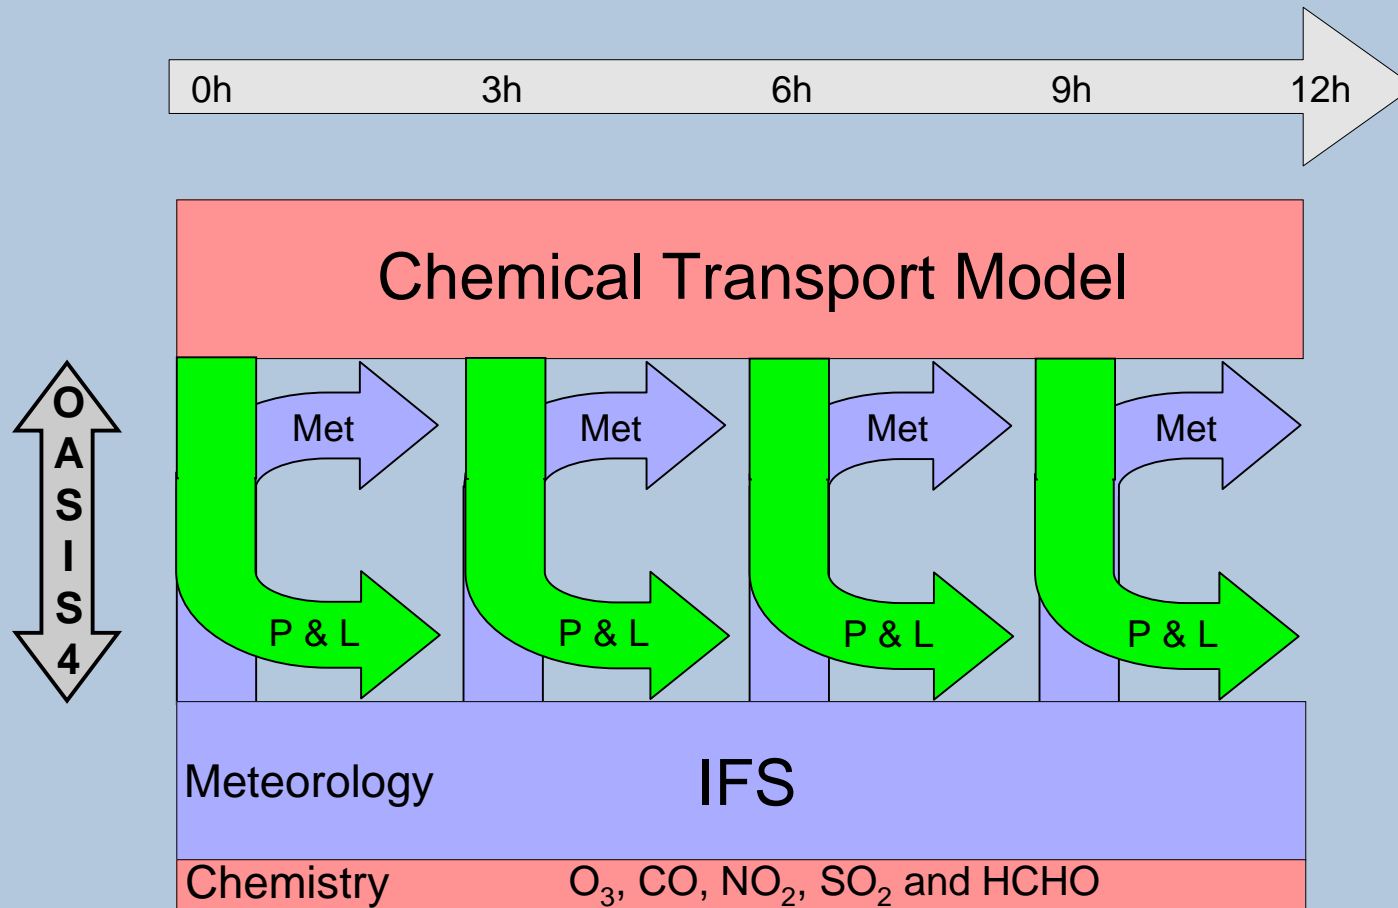 0h 3h 6h 9h 12h
Chemical Transport Model
OASIS4
Met Met Met Met
P & L P & L P & L P & L
Meteorology IFS
Chemistry O₃, CO, NO₂, SO₂ and HCHO